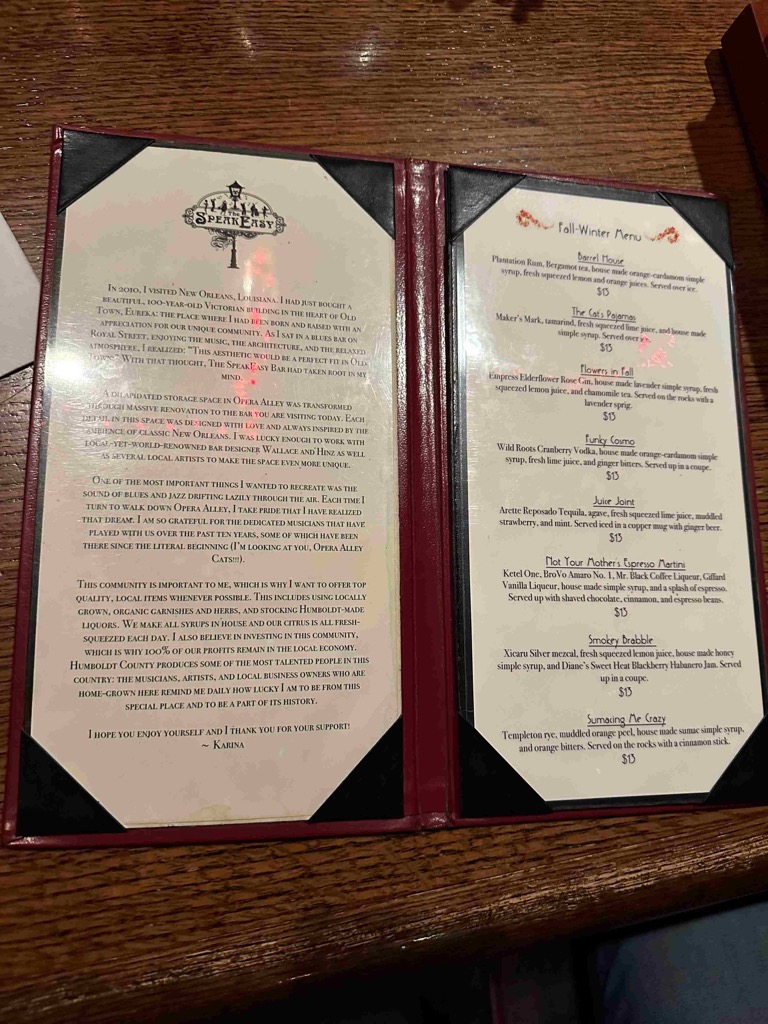 THE
SPEAKEASY
IN 2010, I VISITED NEW ORLEANS, LOUISIANA. I HAD JUST BOUGHT A
BEAUTIFUL, 100-YEAR-OLD VICTORIAN BUILDING IN THE HEART OF OLD
TOWN, EUREKA: THE PLACE WHERE I HAD BEEN BORN AND RAISED WITH AN
APPRECIATION FOR OUR UNIQUE COMMUNITY. AS I SAT IN A BLUES BAR ON
ROYAL STREET, ENJOYING THE MUSIC, THE ARCHITECTURE, AND THE RELAXED
ATMOSPHERE, I REALIZED: "THIS AESTHETIC WOULD BE A PERFECT FIT IN OLD
TOWN." WITH THAT THOUGHT, THE SPEAKEASY BAR HAD TAKEN ROOT IN MY
MIND.
A DILAPIDATED STORAGE SPACE IN OPERA ALLEY WAS TRANSFORMED
THROUGH MASSIVE RENOVATION TO THE BAR YOU ARE VISITING TODAY. EACH
DETAIL IN THIS SPACE WAS DESIGNED WITH LOVE AND ALWAYS INSPIRED BY THE
AMBIENCE OF CLASSIC NEW ORLEANS. I WAS LUCKY ENOUGH TO WORK WITH
LOCAL-YET-WORLD-RENOWNED BAR DESIGNER WALLACE AND HINZ AS WELL
AS SEVERAL LOCAL ARTISTS TO MAKE THE SPACE EVEN MORE UNIQUE.
ONE OF THE MOST IMPORTANT THINGS I WANTED TO RECREATE WAS THE
SOUND OF BLUES AND JAZZ DRIFTING LAZILY THROUGH THE AIR. EACH TIME I
TURN TO WALK DOWN OPERA ALLEY, I TAKE PRIDE THAT I HAVE REALIZED
THAT DREAM. I AM SO GRATEFUL FOR THE DEDICATED MUSICIANS THAT HAVE
PLAYED WITH US OVER THE PAST TEN YEARS, SOME OF WHICH HAVE BEEN
THERE SINCE THE LITERAL BEGINNING (I'M LOOKING AT YOU, OPERA ALLEY
CATS!!!).
THIS COMMUNITY IS IMPORTANT TO ME, WHICH IS WHY I WANT TO OFFER TOP
QUALITY, LOCAL ITEMS WHENEVER POSSIBLE. THIS INCLUDES USING LOCALLY
GROWN, ORGANIC GARNISHES AND HERBS, AND STOCKING HUMBOLDT-MADE
LIQUORS. WE MAKE ALL SYRUPS IN HOUSE AND OUR CITRUS IS ALL FRESH-
SQUEEZED EACH DAY. I ALSO BELIEVE IN INVESTING IN THIS COMMUNITY,
WHICH IS WHY 100% OF OUR PROFITS REMAIN IN THE LOCAL ECONOMY.
HUMBOLDT COUNTY PRODUCES SOME OF THE MOST TALENTED PEOPLE IN THIS
COUNTRY: THE MUSICIANS, ARTISTS, AND LOCAL BUSINESS OWNERS WHO ARE
HOME-GROWN HERE REMIND ME DAILY HOW LUCKY I AM TO BE FROM THIS
SPECIAL PLACE AND TO BE A PART OF ITS HISTORY.
I HOPE YOU ENJOY YOURSELF AND I THANK YOU FOR YOUR SUPPORT!
~ KARINA
Fall-Winter Menu
Barrel House
Plantation Rum, Bergamot tea, house made orange-cardamom simple
syrup, fresh squeezed lemon and orange juices. Served over ice.
$13
The Cat's Pajamas
Maker's Mark, tamarind, fresh squeezed lime juice, and house made
simple syrup. Served over ice.
$13
Flowers in Fall
Empress Elderflower Rose Gin, house made lavender simple syrup, fresh
squeezed lemon juice, and chamomile tea. Served on the rocks with a
lavender sprig.
$13
Funky Cosmo
Wild Roots Cranberry Vodka, house made orange-cardamom simple
syrup, fresh lime juice, and ginger bitters. Served up in a coupe.
$13
Juice Joint
Arette Reposado Tequila, agave, fresh squeezed lime juice, muddled
strawberry, and mint. Served iced in a copper mug with ginger beer.
$13
Not Your Mother's Espresso Martini
Ketel One, BroVo Amaro No. 1, Mr. Black Coffee Liqueur, Giffard
Vanilla Liqueur, house made simple syrup, and a splash of espresso.
Served up with shaved chocolate, cinnamon, and espresso beans.
$13
Smokey Brabble
Xicaru Silver mezcal, fresh squeezed lemon juice, house made honey
simple syrup, and Diane's Sweet Heat Blackberry Habanero Jam. Served
up in a coupe.
$13
Sumacing Me Crazy
Templeton rye, muddled orange peel, house made sumac simple syrup,
and orange bitters. Served on the rocks with a cinnamon stick.
$13